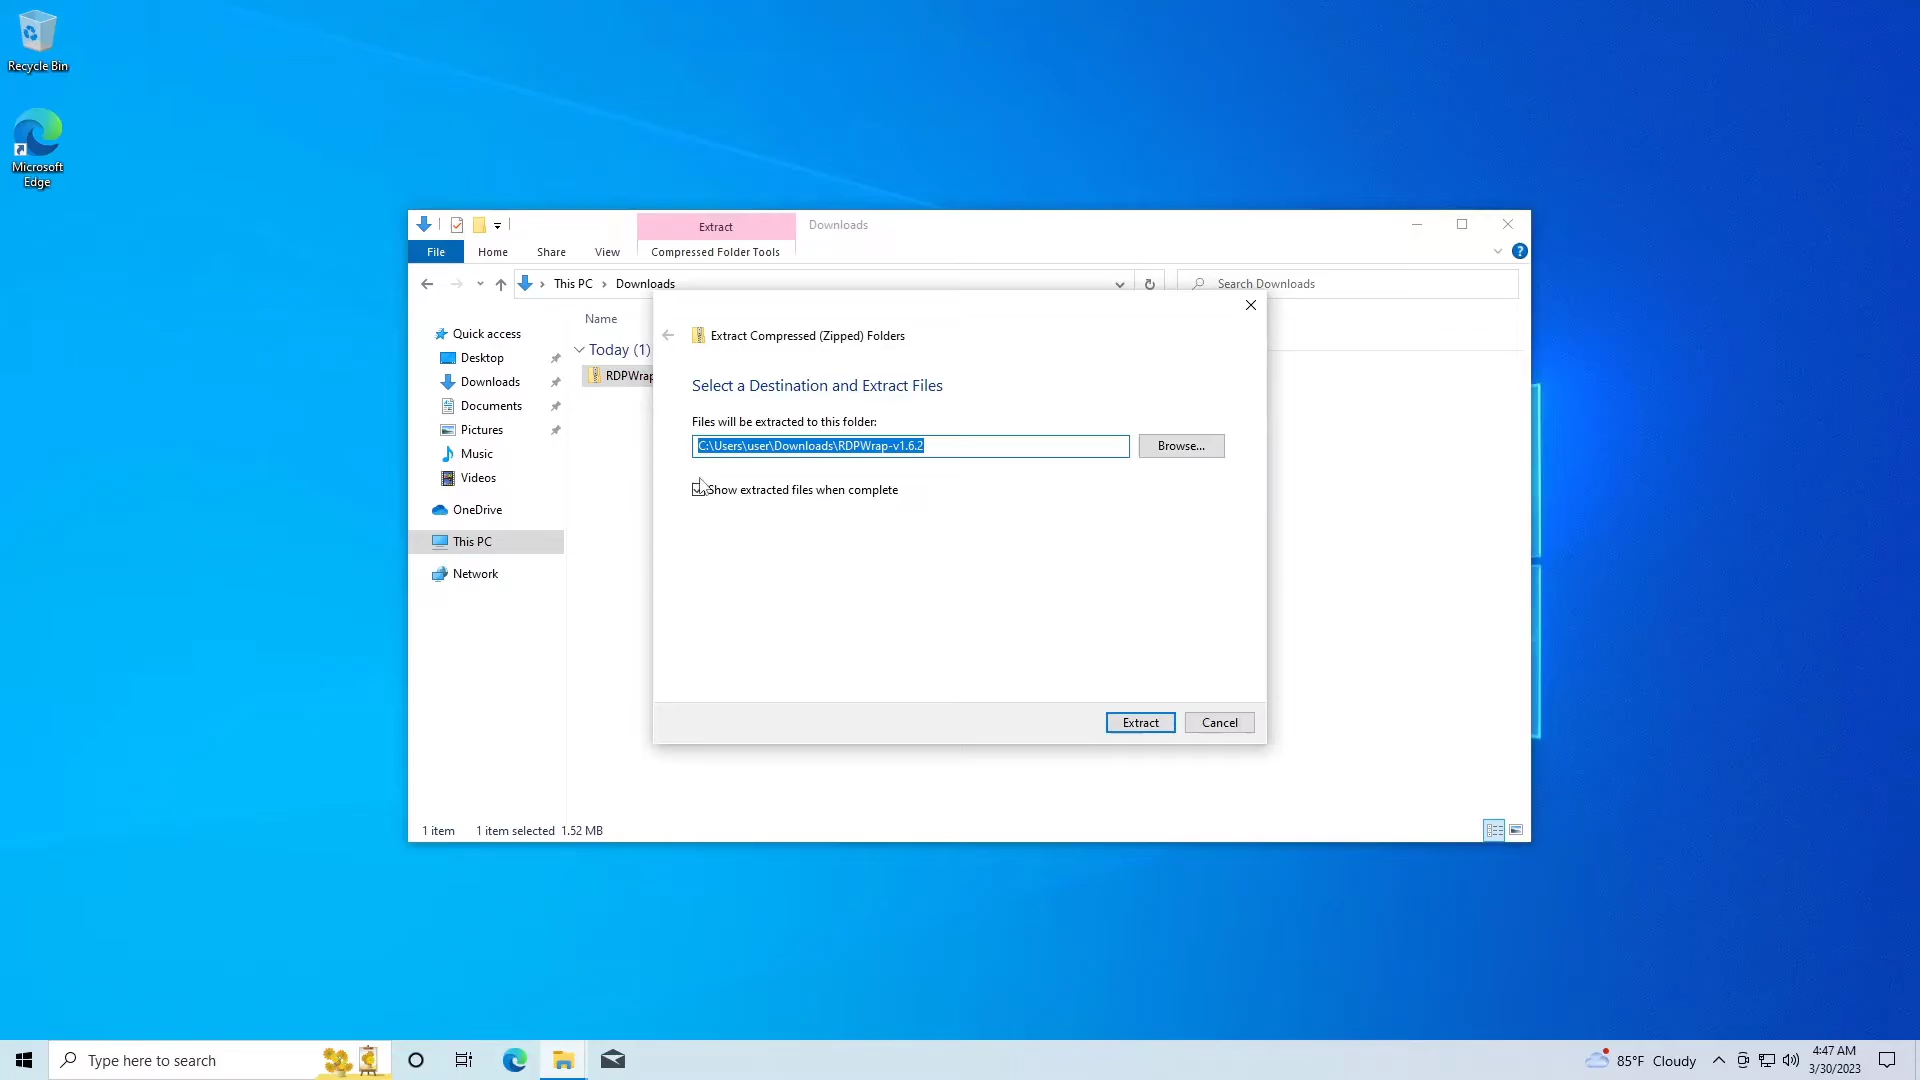 Recycle Bin
Microsoft
Edge
Extract
Downloads
File
Home
Share
View
Compressed Folder Tools
This PC
Downloads
Search Downloads
Name
Quick access
Today (1)
Desktop
RDPWrap
Downloads
Documents
Pictures
Music
Videos
OneDrive
This PC
Network
Extract Compressed (Zipped) Folders
Select a Destination and Extract Files
Files will be extracted to this folder:
C:\Users\user\Downloads\RDPWrap-v1.6.2
Browse...
Show extracted files when complete
Extract
Cancel
1 item
1 item selected 1.52 MB
Type here to search
85°F Cloudy
4:47 AM
3/30/2023